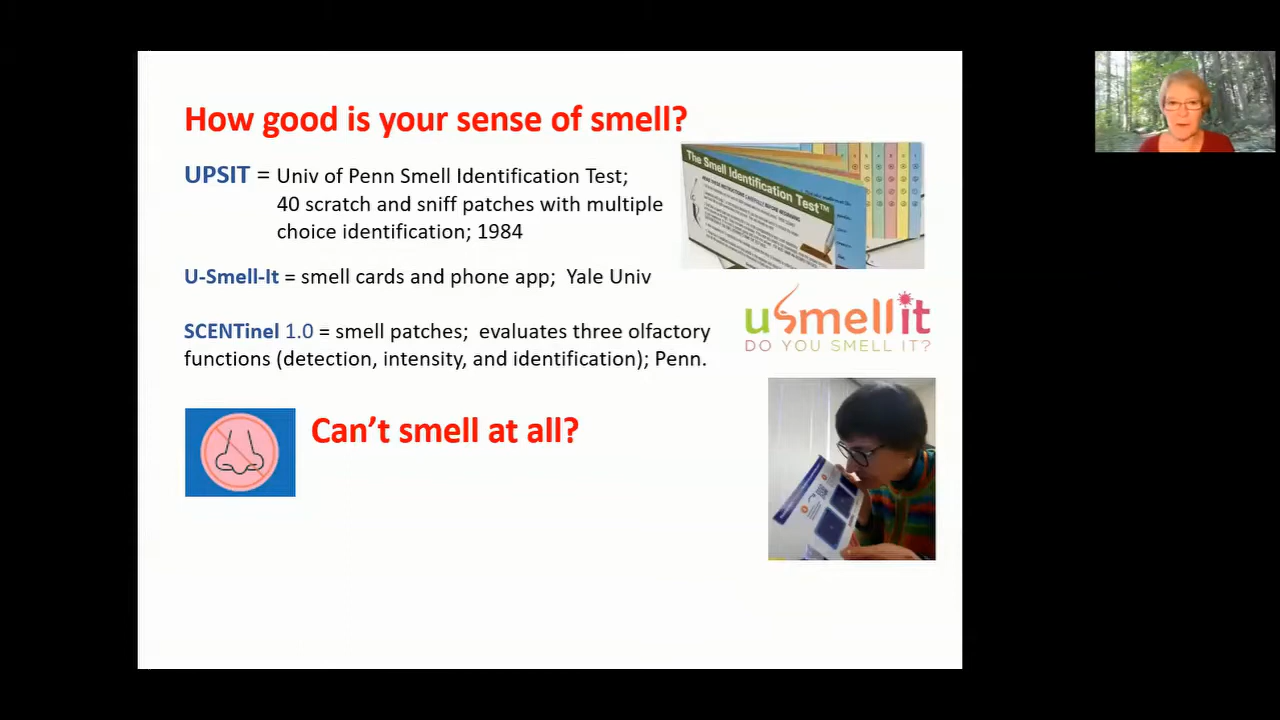 How good is your sense of smell?
UPSIT = Univ of Penn Smell Identification Test;
40 scratch and sniff patches with multiple
choice identification; 1984
The Smell Identification Test™
U-Smell-It = smell cards and phone app;  Yale Univ
usmellit
DO YOU SMELL IT?
SCENTinel 1.0 = smell patches;  evaluates three olfactory
functions (detection, intensity, and identification); Penn.
Can’t smell at all?